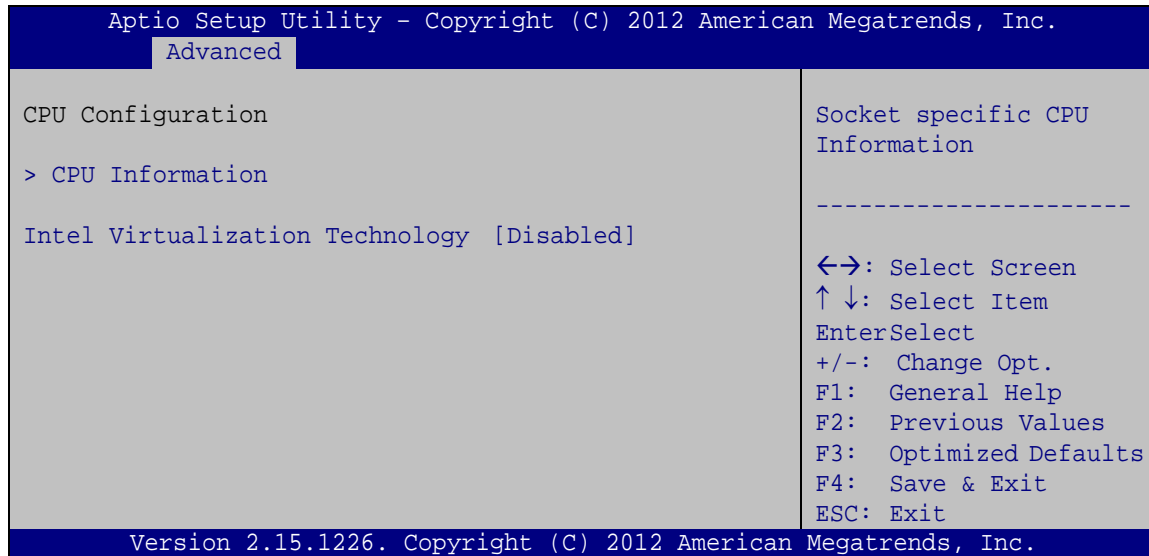 Aptio Setup Utility – Copyright (C) 2012 American Megatrends, Inc.
Advanced
CPU Configuration
> CPU Information
Intel Virtualization Technology [Disabled]
Socket specific CPU
Information
----------------------
←→: Select Screen
↑ ↓: Select Item
EnterSelect
+/-: Change Opt.
F1: General Help
F2: Previous Values
F3: Optimized Defaults
F4: Save & Exit
ESC: Exit
Version 2.15.1226. Copyright (C) 2012 American Megatrends, Inc.